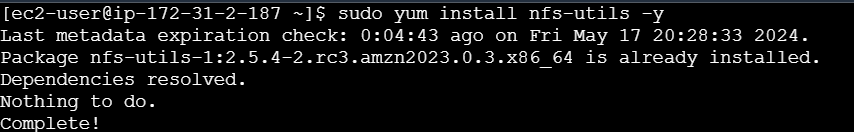 [ec2-user@ip-172-31-2-187 ~]$ sudo yum install nfs-utils -y
Last metadata expiration check: 0:04:43 ago on Fri May 17 20:28:33 2024.
Package nfs-utils-1:2.5.4-2.rc3.amzn2023.0.3.x86_64 is already installed.
Dependencies resolved.
Nothing to do.
Complete!